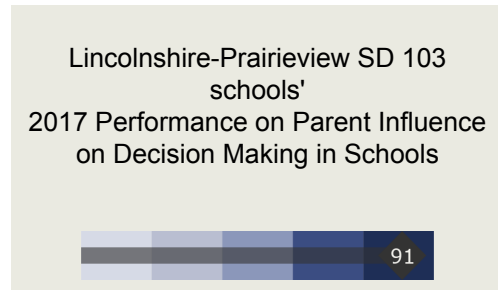 Lincolnshire-Prairieview SD 103
schools'
2017 Performance on Parent Influence
on Decision Making in Schools
91